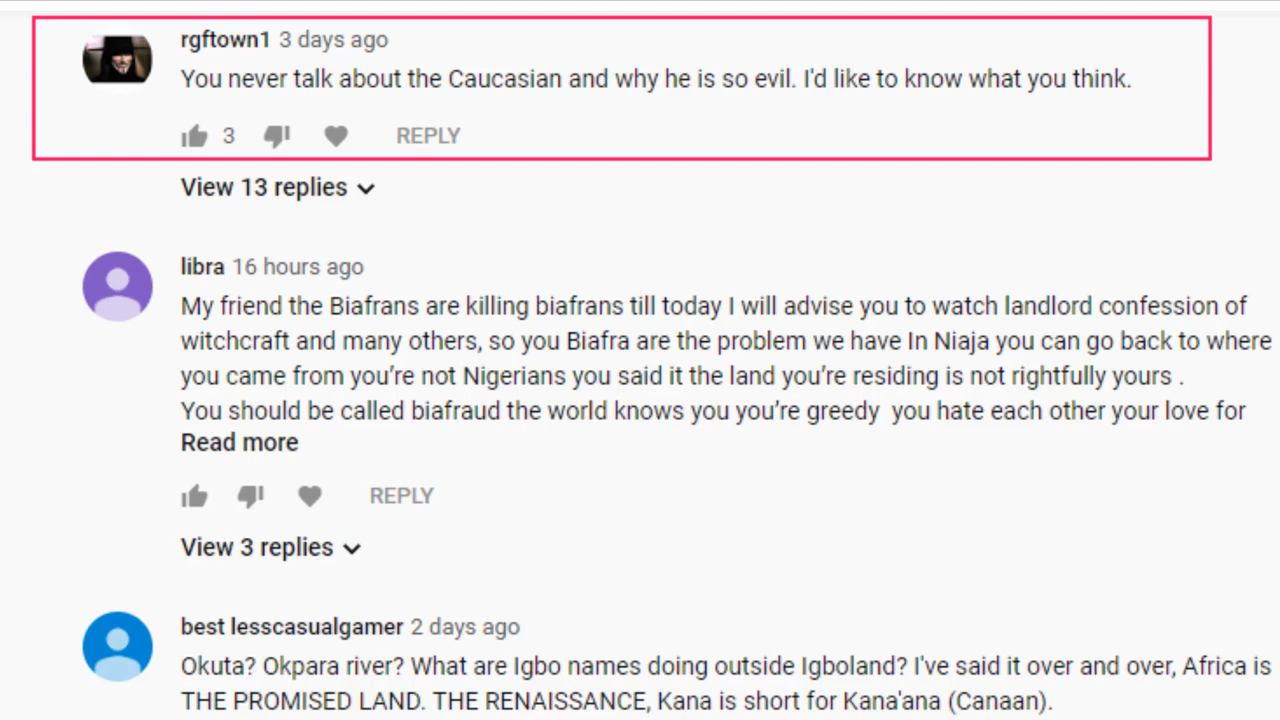 rgftown1 3 days ago
You never talk about the Caucasian and why he is so evil. I'd like to know what you think.
3 REPLY
View 13 replies
libra 16 hours ago
My friend the Biafrans are killing biafrans till today I will advise you to watch landlord confession of
witchcraft and many others, so you Biafra are the problem we have In Niaja you can go back to where
you came from you’re not Nigerians you said it the land you’re residing is not rightfully yours .
You should be called biafraud the world knows you you’re greedy  you hate each other your love for
Read more
REPLY
View 3 replies
best lesscasualgamer 2 days ago
Okuta? Okpara river? What are Igbo names doing outside Igboland? I've said it over and over, Africa is
THE PROMISED LAND. THE RENAISSANCE, Kana is short for Kana'ana (Canaan).